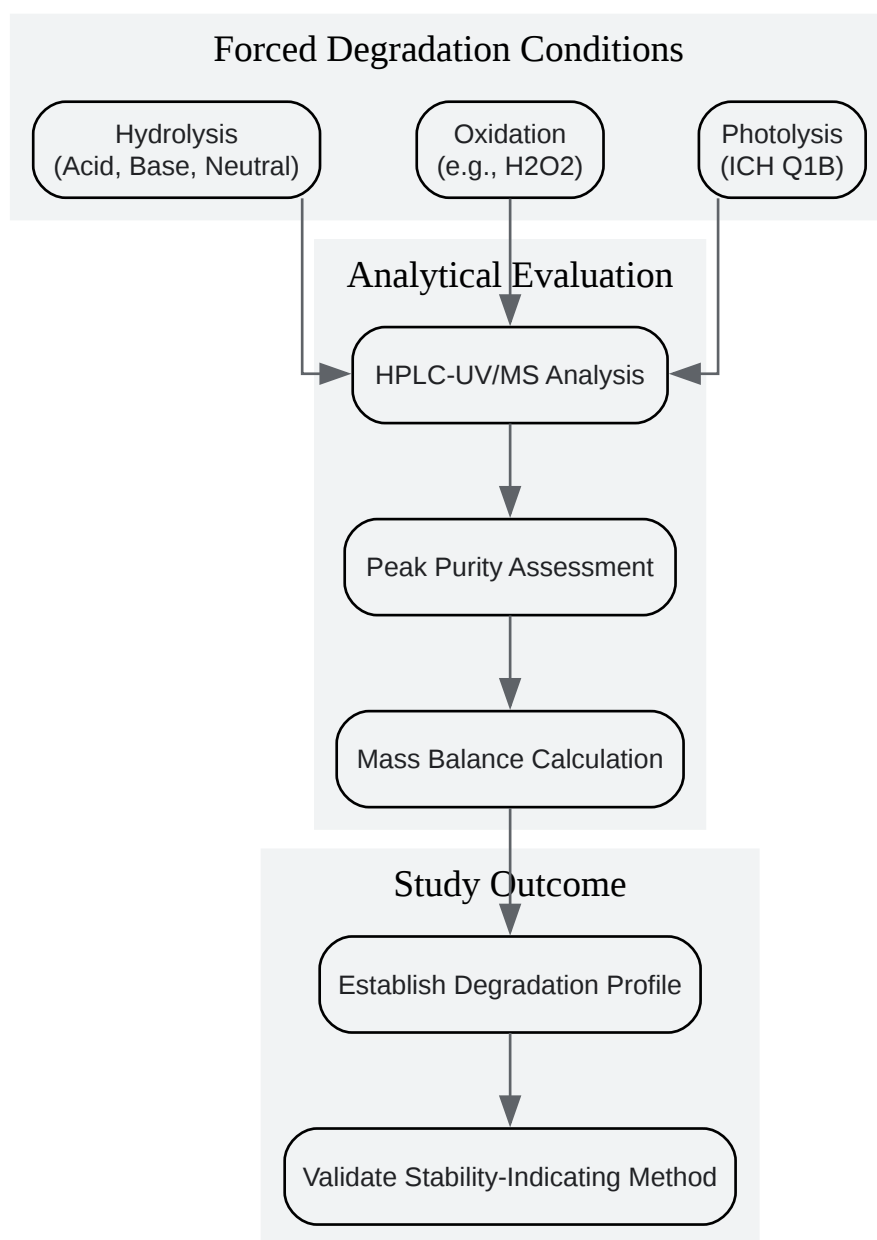 Forced Degradation Conditions
Hydrolysis
(Acid, Base, Neutral)
Oxidation
(e.g., H2O2)
Photolysis
(ICH Q1B)
Analytical Evaluation
HPLC-UV/MS Analysis
Peak Purity Assessment
Mass Balance Calculation
Study Outcome
Establish Degradation Profile
Validate Stability-Indicating Method